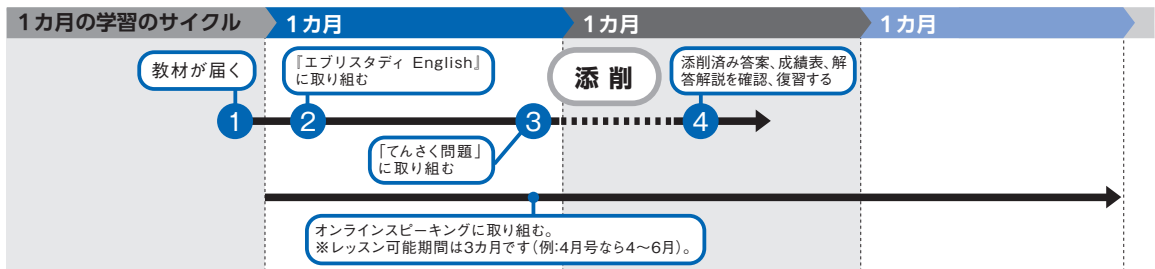 1カ月の学習のサイクル
1カ月
1カ月
1カ月
教材が届く
1
『エブリスタディ English』
に取り組む
2
「てんさく問題」
に取り組む
3
添削
添削済み答案、成績表、解
答解説を確認、復習する
4
オンラインスピーキングに取り組む。
※レッスン可能期間は3カ月です(例:4月号なら4〜6月)。